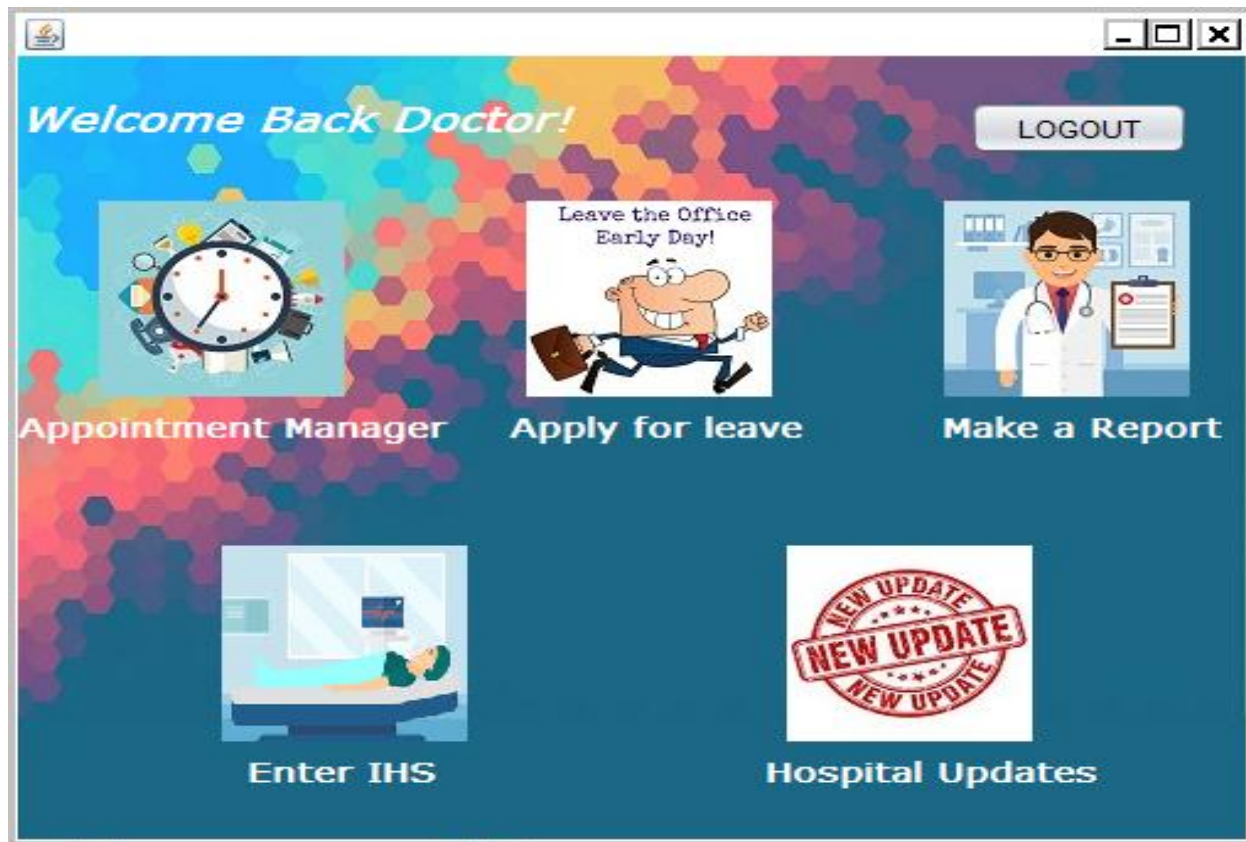 Welcome Back Doctor!
LOGOUT
Leave the Office
Early Day!
Appointment Manager
Apply for leave
Make a Report
NEW UPDATE
NEW UPDATE
NEW UPDATE
Enter IHS
Hospital Updates